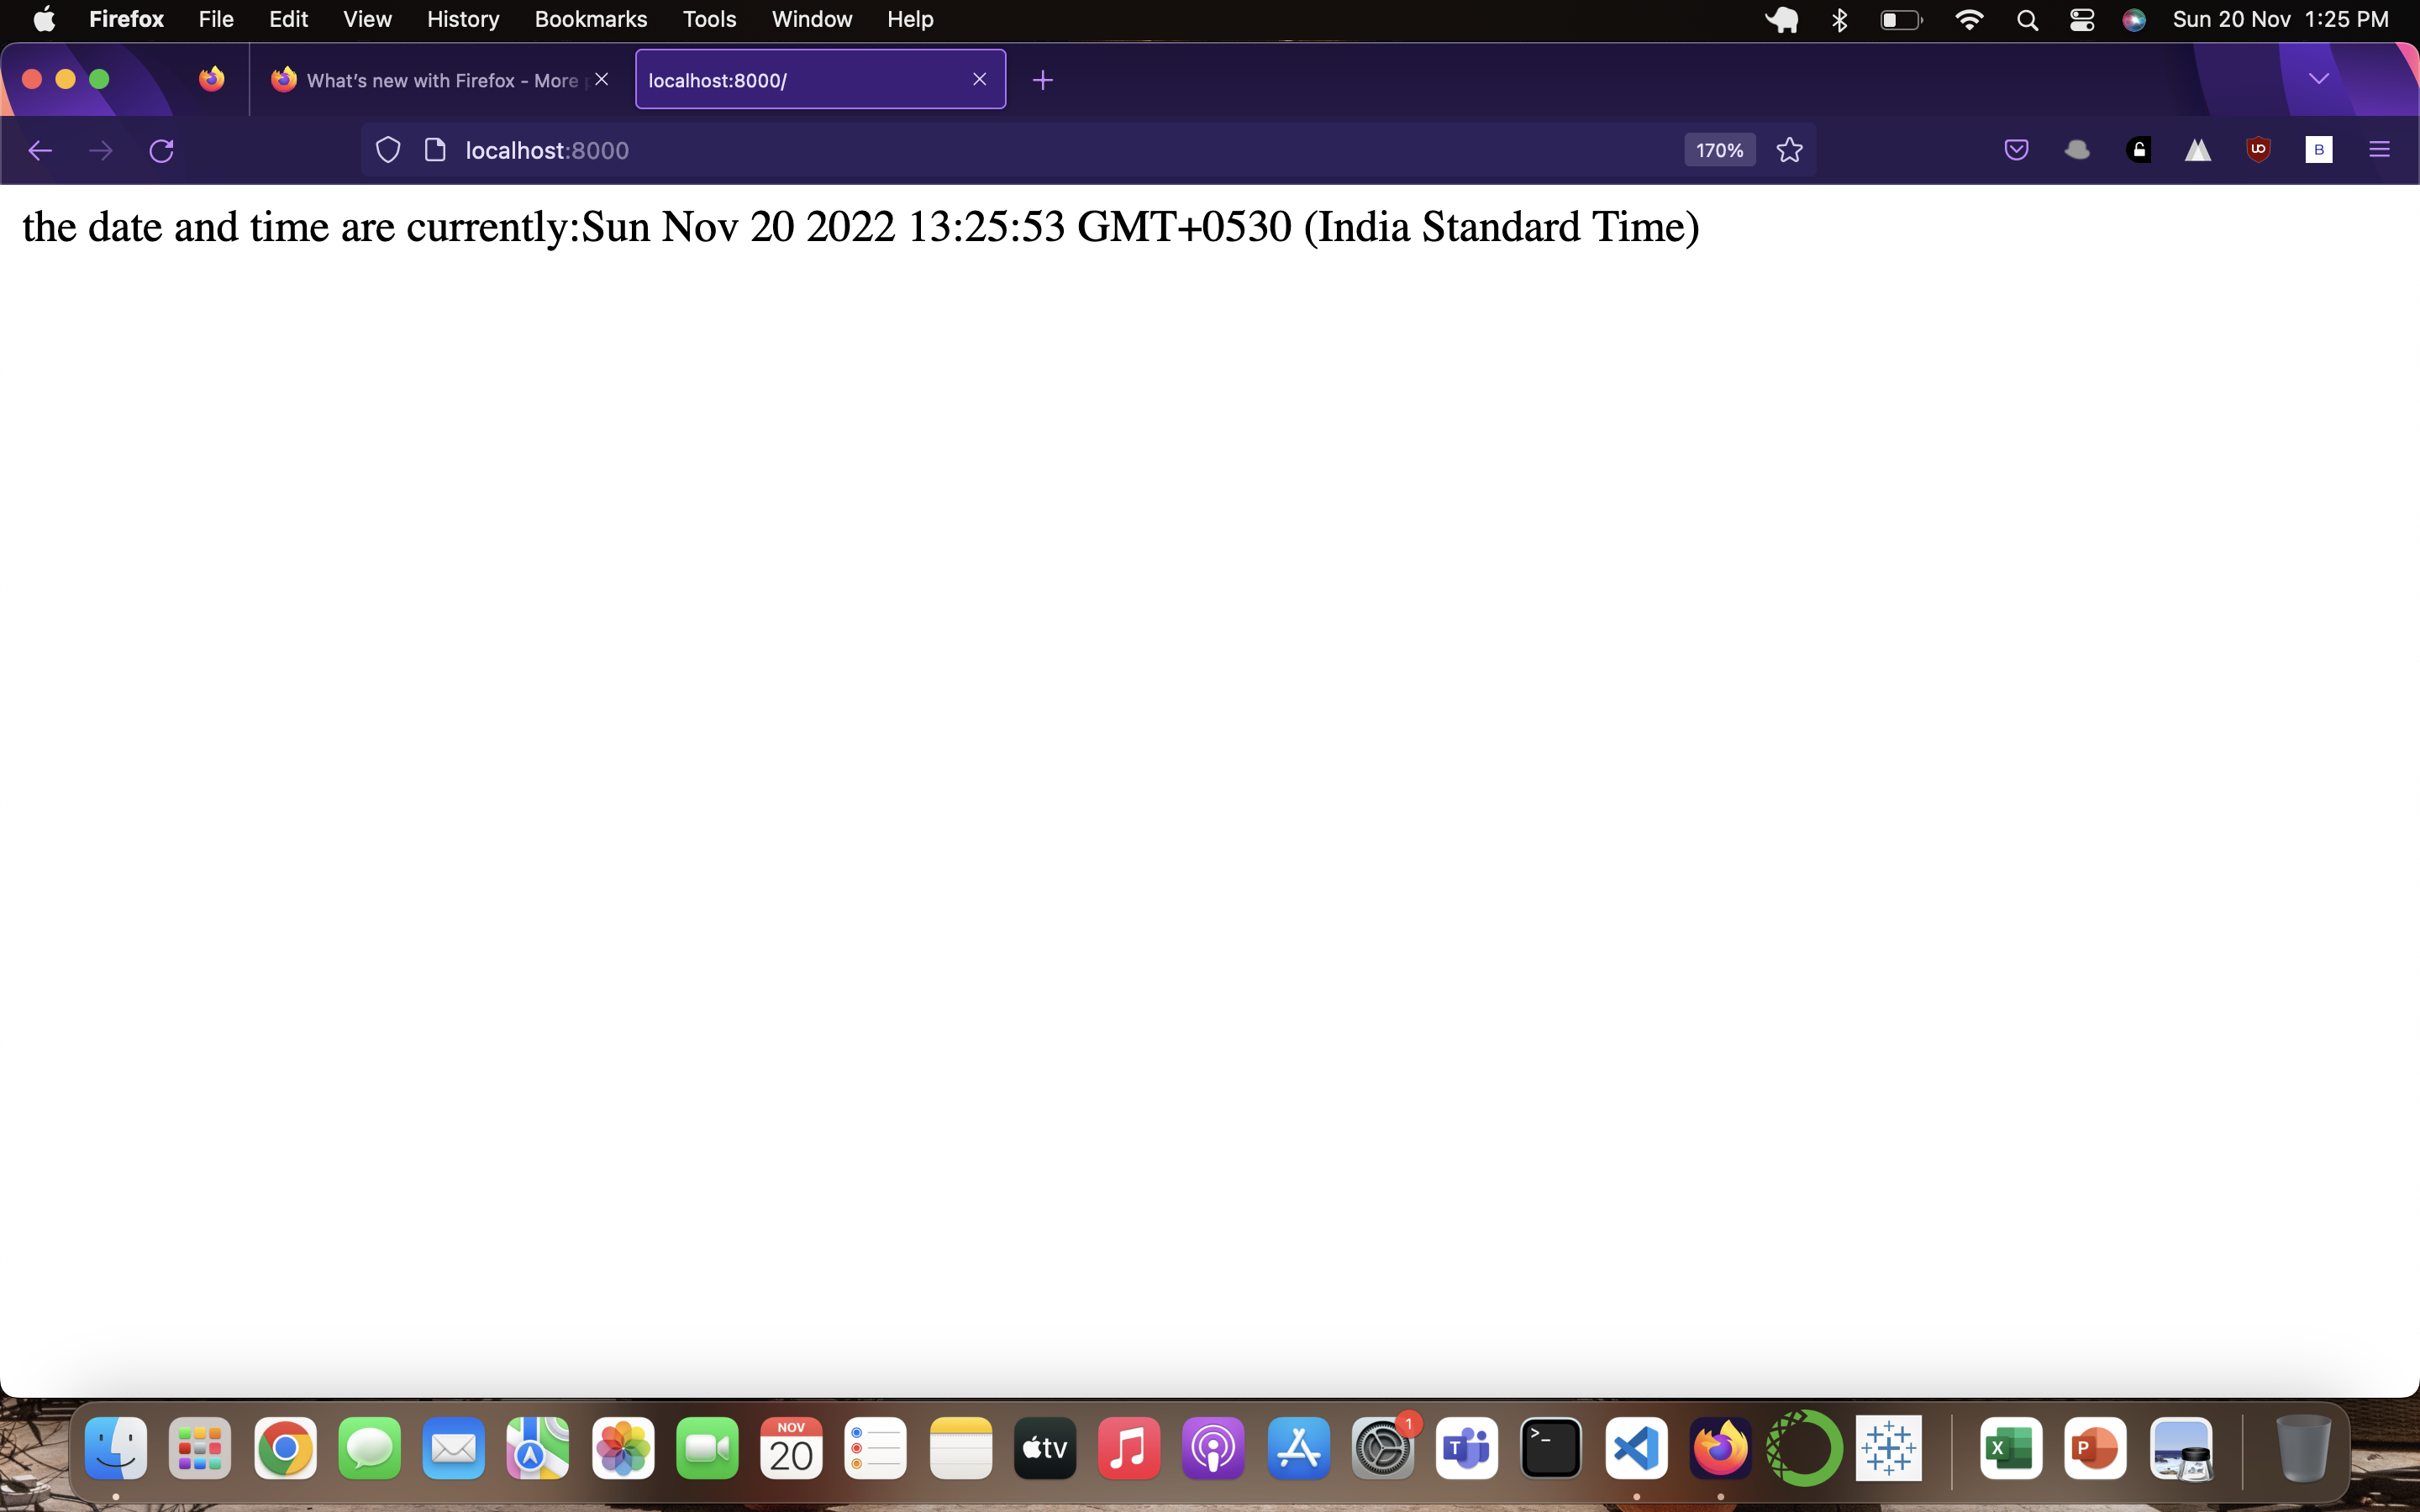 Firefox File Edit View History Bookmarks Tools Window Help Sun 20 Nov 1:25 PM
What's new with Firefox - More localhost:8000/
localhost:8000 170% UO B
the date and time are currently:Sun Nov 20 2022 13:25:53 GMT+0530 (India Standard Time)
NOV
20
tv
1
T
>_
X
P